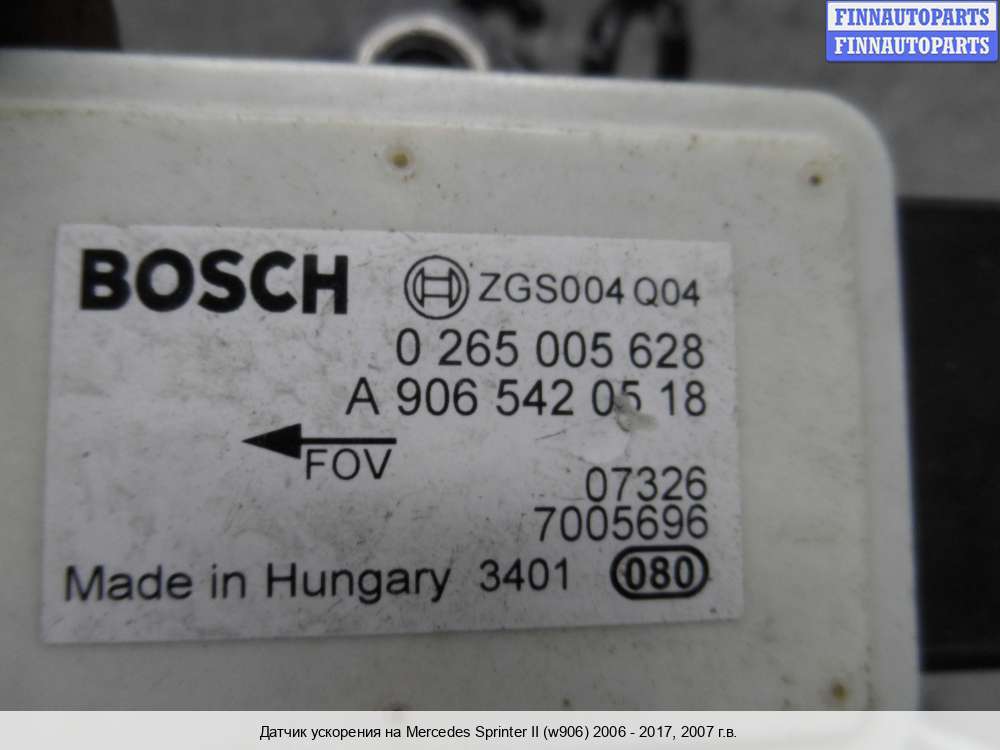 FINNAUTOPARTS
FINNAUTOPARTS
BOSCH ZGS004 Q04
0 265 005 628
A 906 542 05 18
FOV
07326
7005696
Made in Hungary 3401 080
Датчик ускорения на Mercedes Sprinter II (w906) 2006 - 2017, 2007 г.в.